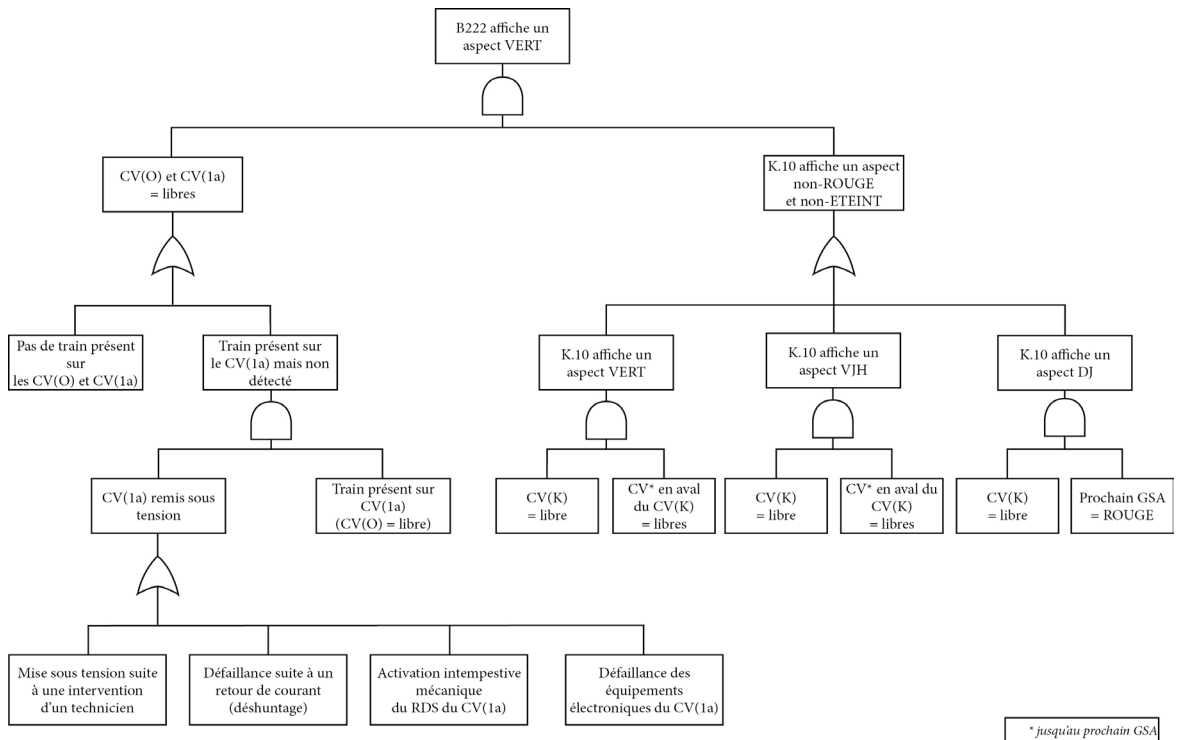 B222 affiche un
aspect VERT
CV(O) et CV(1a)
= libres
K.10 affiche un aspect
non-ROUGE
et non-ETEINT
Pas de train présent
sur
les CV(O) et CV(1a)
Train présent sur
le CV(1a) mais non
détecté
K.10 affiche un
aspect VERT
K.10 affiche un
aspect VJH
K.10 affiche un
aspect DJ
CV(1a) remis sous
tension
Train présent sur
CV(1a)
(CV(O) = libre)
CV(K)
= libre
CV* en aval
du CV(K)
= libres
CV(K)
= libre
CV* en aval du
CV(K)
= libres
CV(K)
= libre
Prochain GSA
= ROUGE
Mise sous tension suite
à une intervention
d'un technicien
Défaillance suite à un
retour de courant
(déshuntage)
Activation intempestive
mécanique
du RDS du CV(1a)
Défaillance des
équipements
électroniques du CV(1a)
* jusqu'au prochain GSA